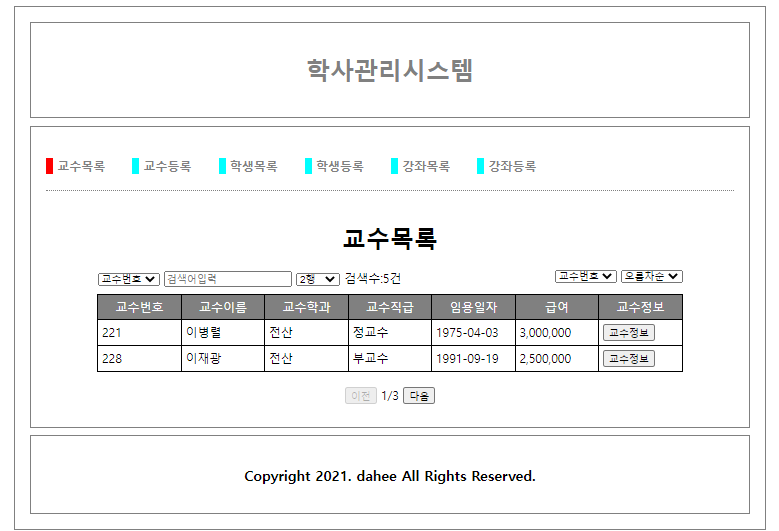 학사관리시스템
교수목록 교수등록 학생목록 학생등록 강좌목록 강좌등록
교수목록
교수번호 검색어입력 2행 검색수:5건 교수번호 오름차순
교수번호 교수이름 교수학과 교수직급 임용일자 급여 교수정보
221 이병렬 전산 정교수 1975-04-03 3,000,000 교수정보
228 이재광 전산 부교수 1991-09-19 2,500,000 교수정보
이전 1/3 다음
Copyright 2021. dahee All Rights Reserved.